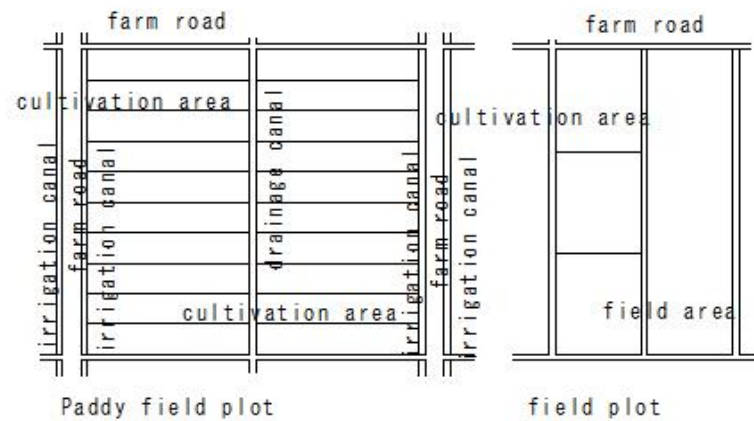 farm road
farm road
cultivation area
cultivation area
irrigation canal
farm road
irrigation canal
drainage canal
irrigation canal
farm road
irrigation canal
cultivation area
field area
Paddy field plot
field plot